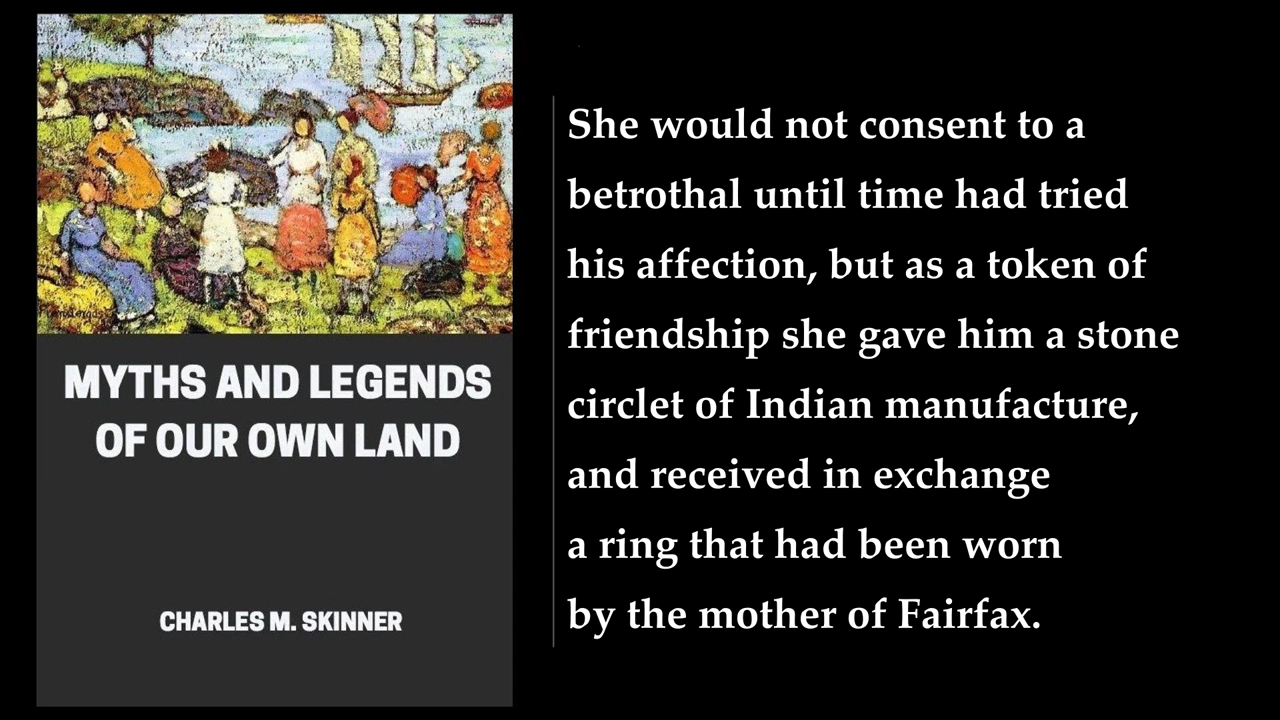 MYTHS AND LEGENDS
OF OUR OWN LAND
CHARLES M. SKINNER
She would not consent to a
betrothal until time had tried
his affection, but as a token of
friendship she gave him a stone
circlet of Indian manufacture,
and received in exchange
a ring that had been worn
by the mother of Fairfax.